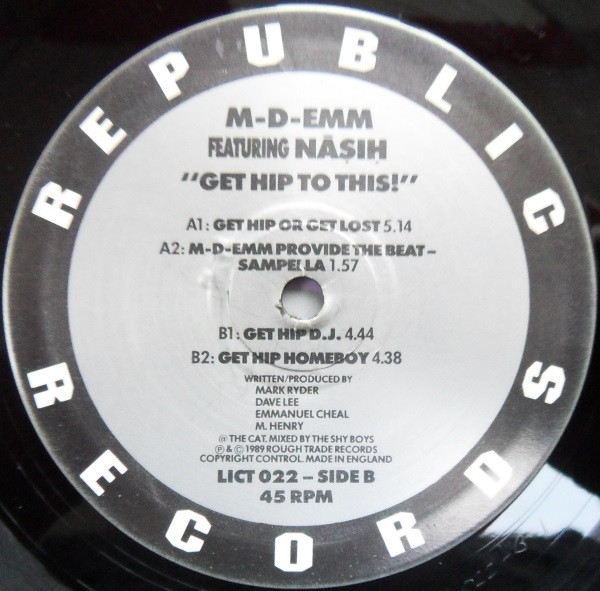 REPUBLIC
RECORDS
M-D-EMM
FEATURING NĀṢIḤ
"GET HIP TO THIS!"
A1: GET HIP OR GET LOST 5.14
A2: M-D-EMM PROVIDE THE BEAT –
SAMPELLA 1.57
B1: GET HIP D.J. 4.44
B2: GET HIP HOMEBOY 4.38
WRITTEN/PRODUCED BY
MARK RYDER
DAVE LEE
EMMANUEL CHEAL
M. HENRY
@ THE CAT. MIXED BY THE SHY BOYS
℗ & © 1989 ROUGH TRADE RECORDS
COPYRIGHT CONTROL. MADE IN ENGLAND
LICT 022 – SIDE B
45 RPM